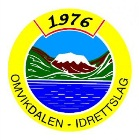 1976
OMVIKDALEN - IDRETTSLAG